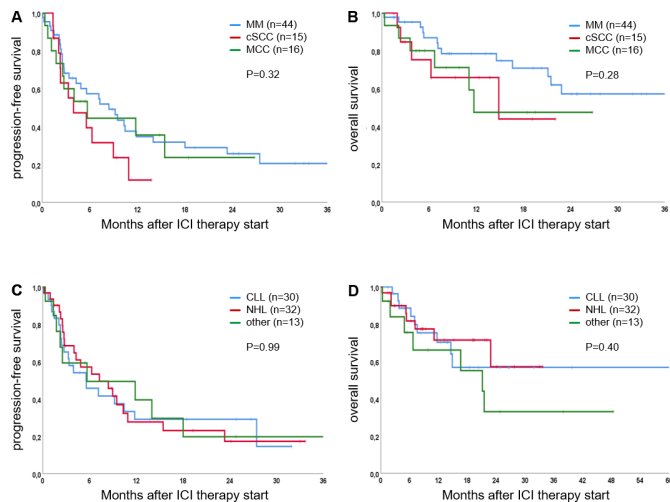 A
MM (n=44)
cSCC (n=15)
MCC (n=16)
P=0.32
progression-free survival
1,0
0,8
0,6
0,4
0,2
0,0
0 6 12 18 24 30 36
Months after ICI therapy start
B
MM (n=44)
cSCC (n=15)
MCC (n=16)
P=0.28
overall survival
1,0
0,8
0,6
0,4
0,2
0,0
0 6 12 18 24 30 36
Months after ICI therapy start
C
CLL (n=30)
NHL (n=32)
other (n=13)
P=0.99
progression-free survival
1,0
0,8
0,6
0,4
0,2
0,0
0 6 12 18 24 30 36
Months after ICI therapy start
D
CLL (n=30)
NHL (n=32)
other (n=13)
P=0.40
overall survival
1,0
0,8
0,6
0,4
0,2
0,0
0 6 12 18 24 30 36 42 48 54
Months after ICI therapy start